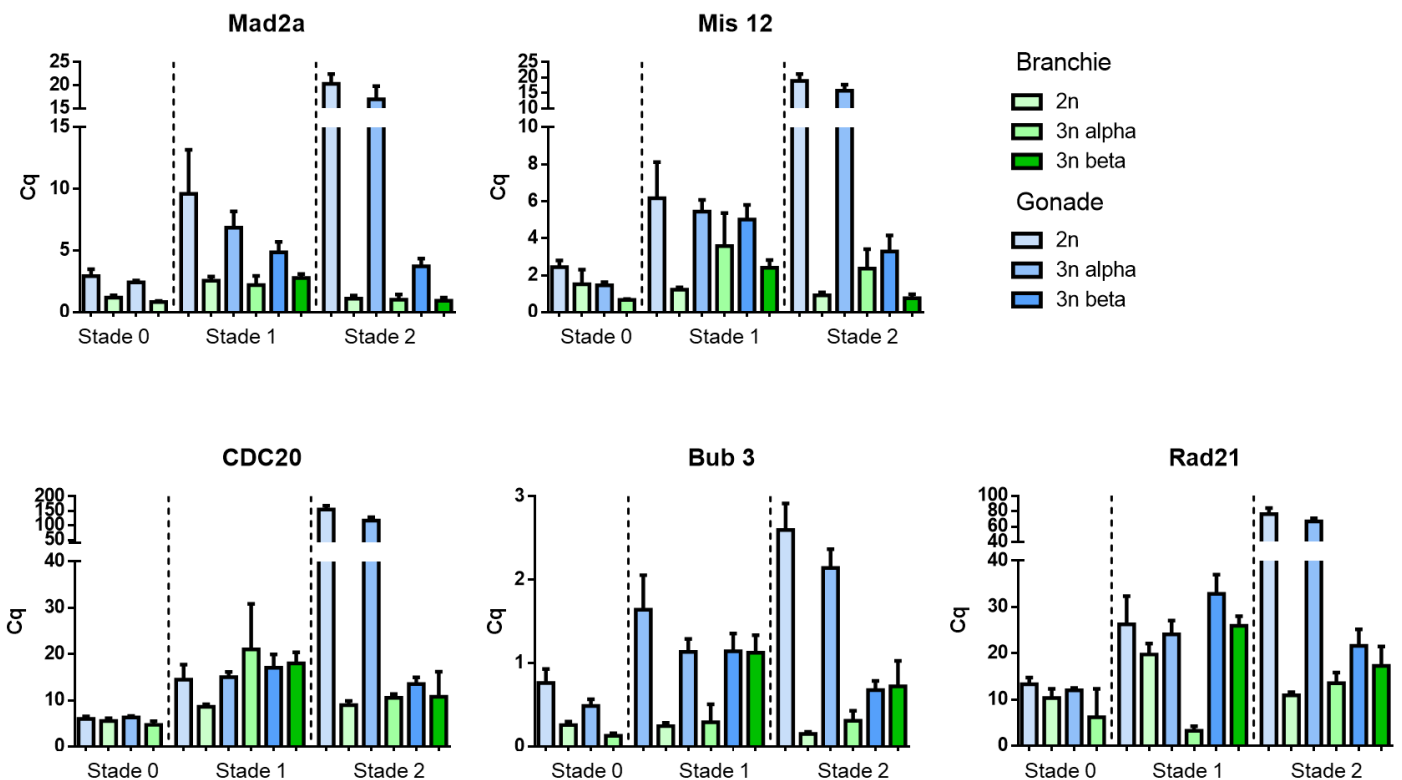 Mad2a
Mis 12
25
20
15
15
10
5
0
Cq
Stade 0
Stade 1
Stade 2
25
20
15
10
10
8
6
4
2
0
Cq
Stade 0
Stade 1
Stade 2
Branchie
2n
3n alpha
3n beta
Gonade
2n
3n alpha
3n beta
CDC20
Bub 3
Rad21
200
150
100
50
40
30
20
10
0
Cq
Stade 0
Stade 1
Stade 2
3
2
1
0
Cq
Stade 0
Stade 1
Stade 2
100
80
60
40
40
30
20
10
0
Cq
Stade 0
Stade 1
Stade 2